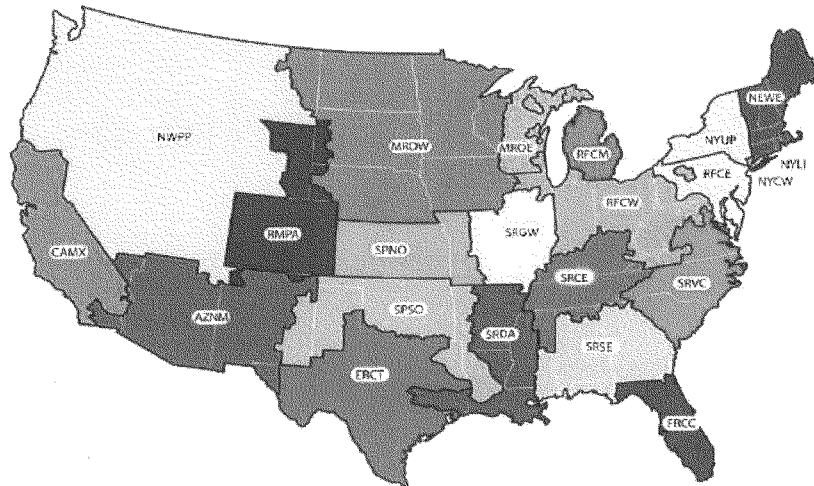 NEWE
NWPP
NYUP
MROW
MROE
RFCM
NYLI
RFCE
NYCW
RFCW
RMPA
SRGW
CAMX
SPNO
SRCE
SRVC
AZNM
SPSO
SRDA
SRSE
ERCT
FRCC